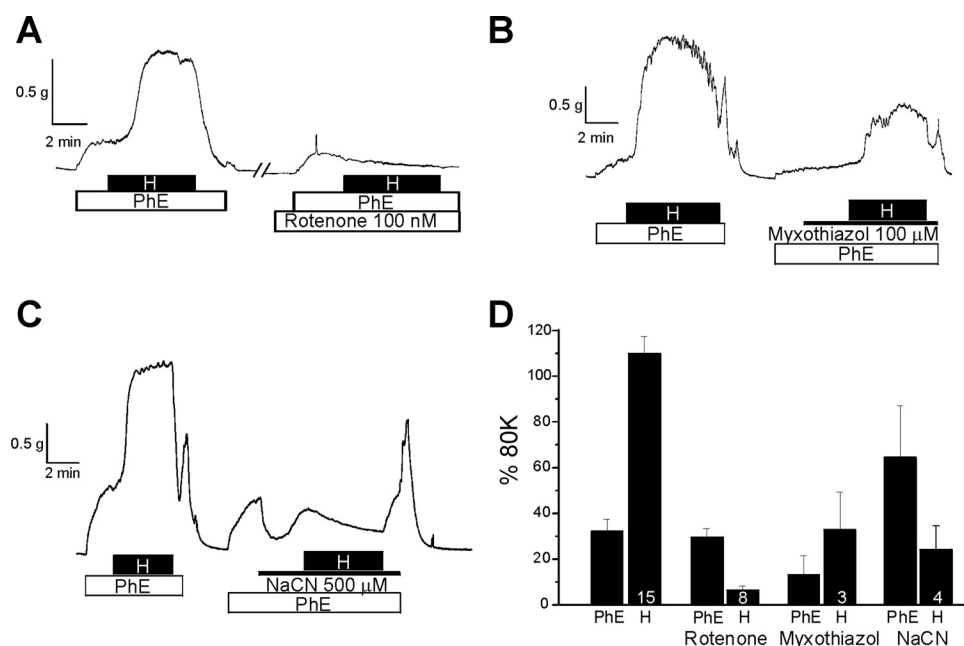 A
0.5 g
2 min
H
PhE
H
PhE
Rotenone 100 nM
B
0.5 g
2 min
H
PhE
H
Myxothiazol 100 μM
PhE
C
0.5 g
2 min
H
PhE
H
NaCN 500 μM
PhE
D
% 80K
120
100
80
60
40
20
0
15
8
3
4
PhE H PhE H PhE H PhE H
Rotenone Myxothiazol NaCN